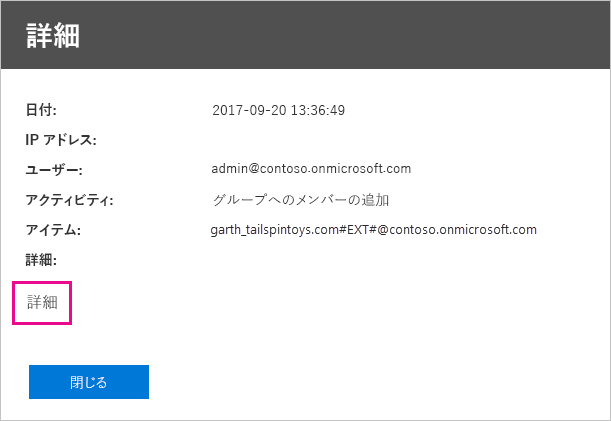 詳細
日付: 2017-09-20 13:36:49
IP アドレス:
ユーザー: admin@contoso.onmicrosoft.com
アクティビティ: グループへのメンバーの追加
アイテム: garth_tailspintoys.com#EXT#@contoso.onmicrosoft.com
詳細:
詳細
閉じる